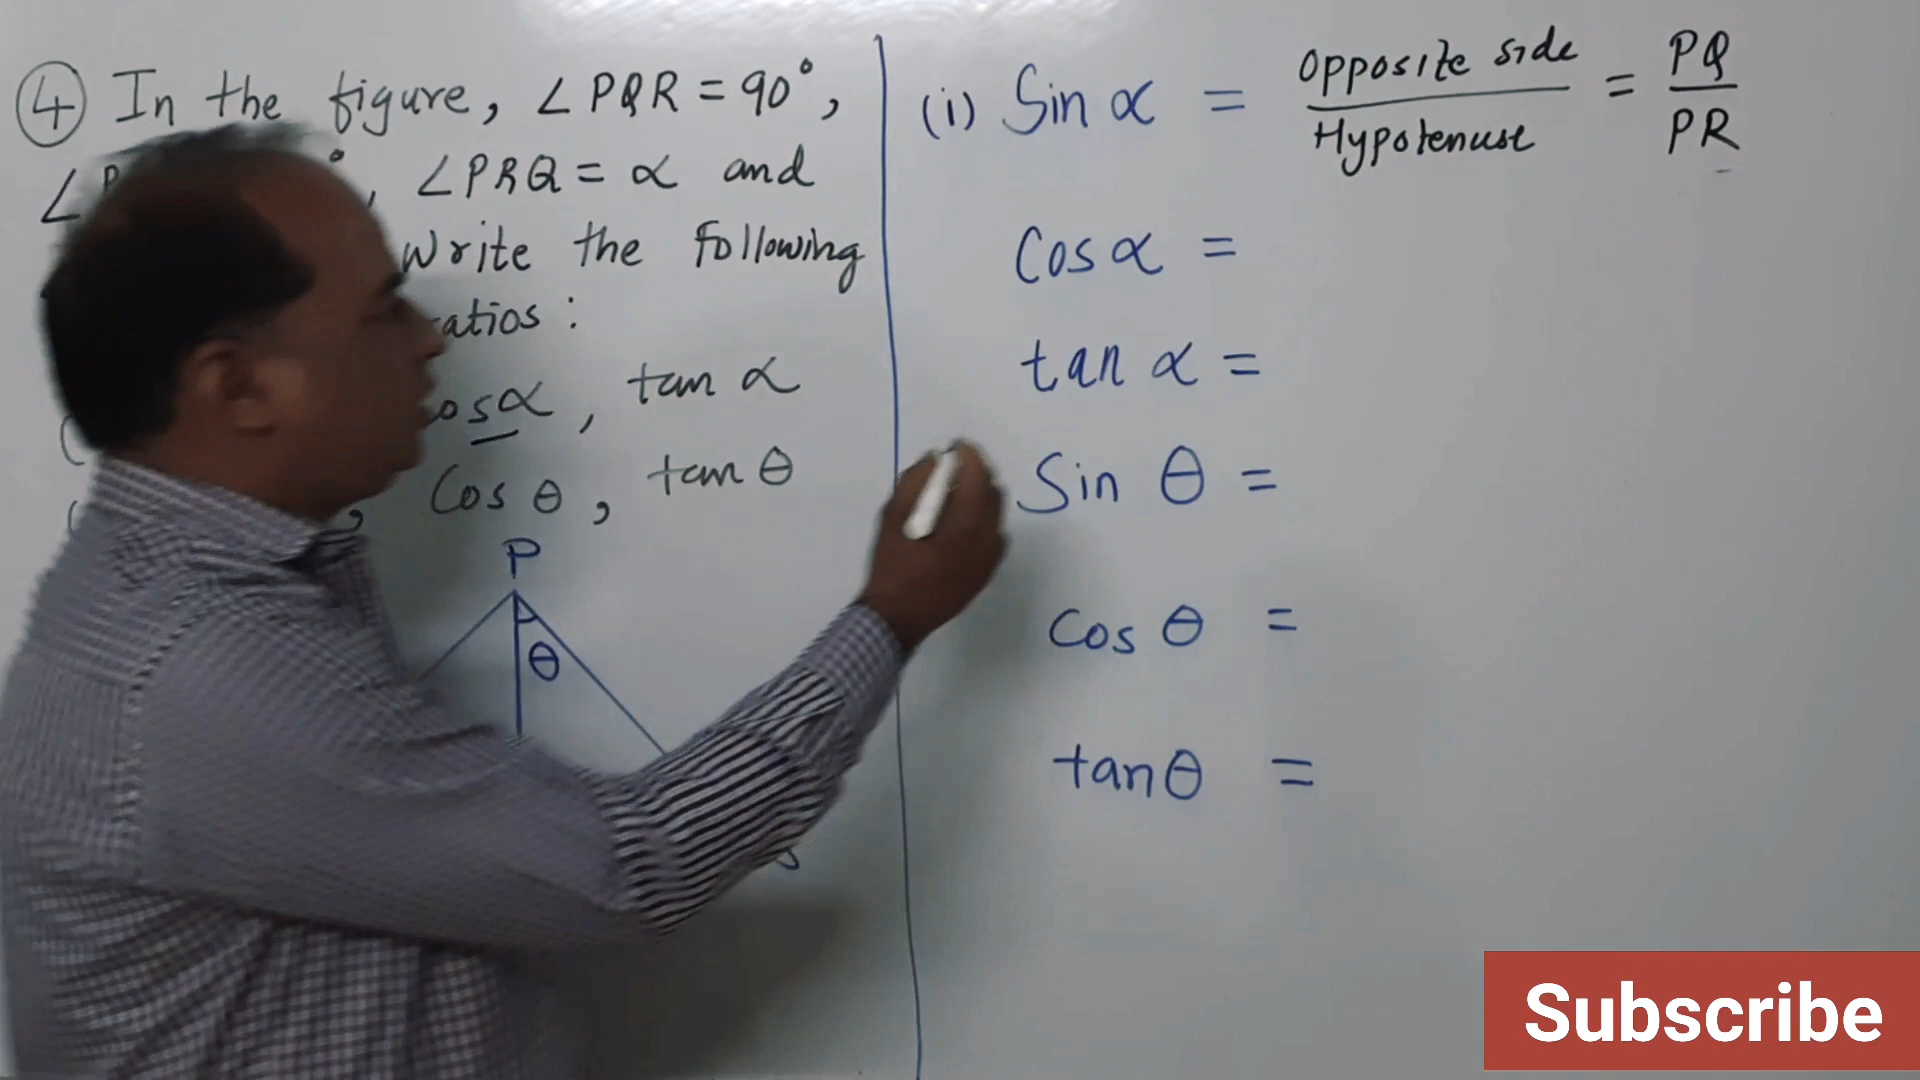 ④ In the figure, ∠PQR = 90°,
∠PRQ = α and
Write the following
atios :
osα, tan α
Cos θ, tan θ
P
θ
(i) Sin α = Opposite side / Hypotenuse = PQ / PR
Cos α =
tan α =
Sin θ =
cos θ =
tan θ =
Subscribe